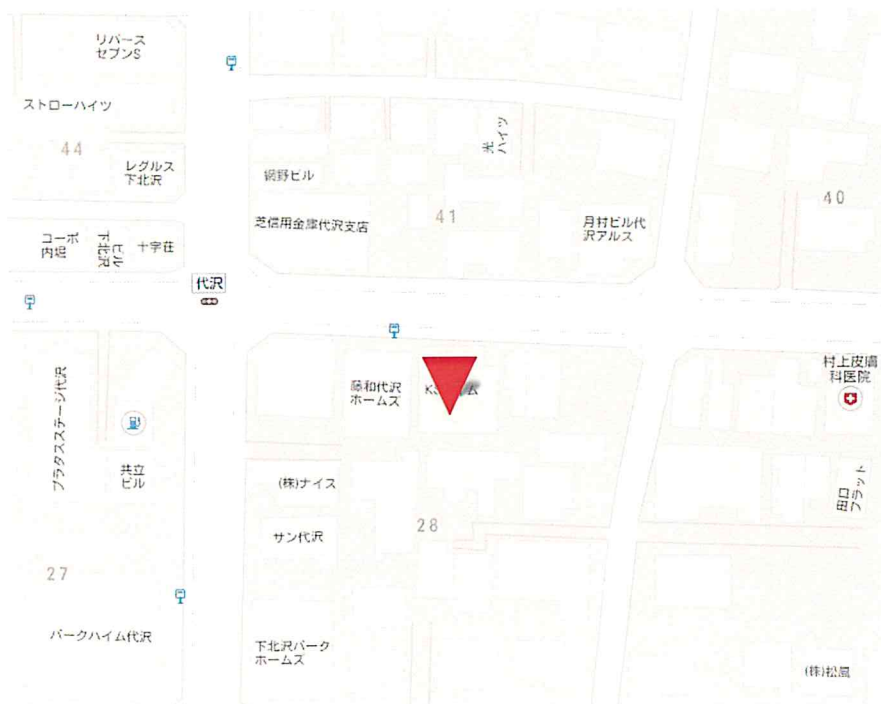 リバース
セブンS
ストローハイツ
44
レグルス
下北沢
網野ビル
光
ハイツ
芝信用金庫代沢支店
41
月村ビル代
沢アルス
40
コーポ
内堀
下北沢
ビル
十字荘
代沢
プラタスステージ代沢
藤和代沢
ホームズ
村上皮膚
科医院
共立
ビル
(株)ナイス
田口
フラット
サン代沢
28
27
パークハイム代沢
下北沢パーク
ホームズ
(株)松風